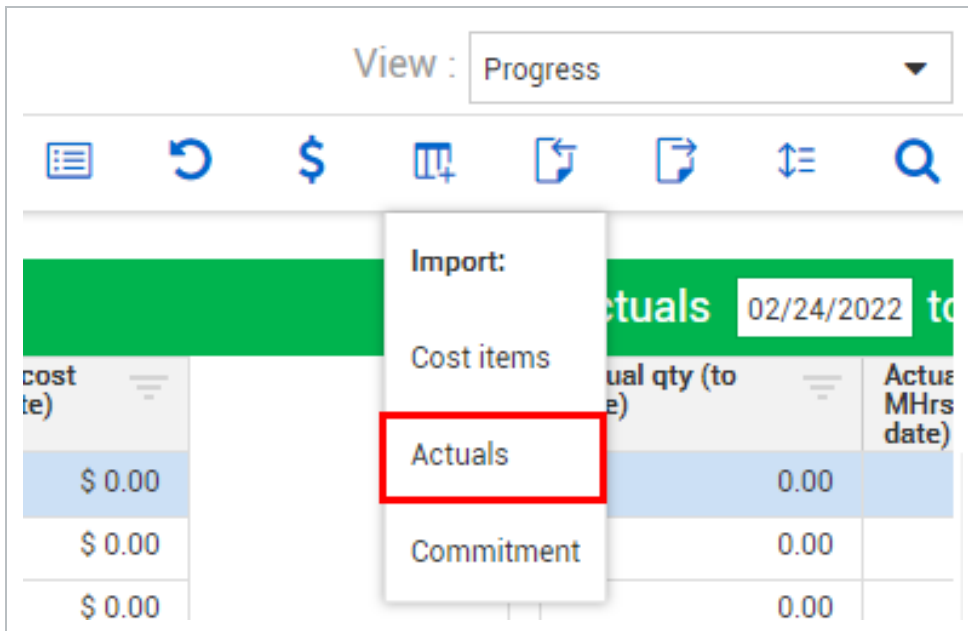 View : Progress
Import:
ctuals 02/24/2022 to
Cost items
cost
te)
ual qty (to
e)
Actua
MHrs
date)
Actuals
$ 0.00
0.00
Commitment
$ 0.00
0.00
$ 0.00
0.00